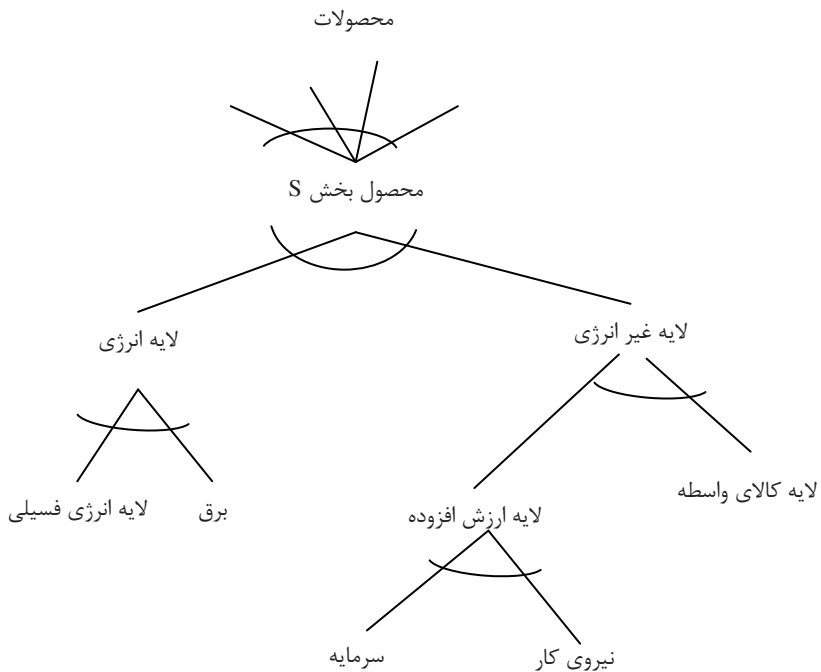 محصولات
محصول بخش S
لایه غیر انرژی
لایه انرژی
لایه کالای واسطه
لایه ارزش افزوده
برق
لایه انرژی فسیلی
نیروی کار
سرمایه